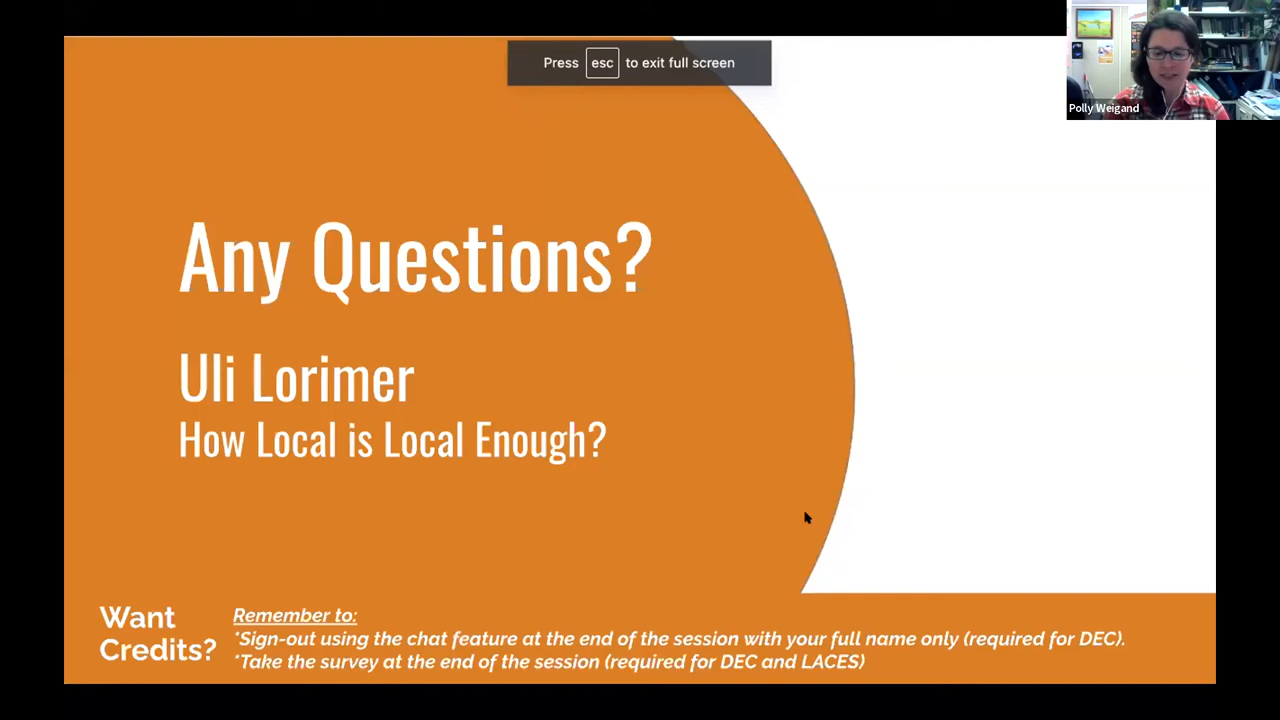 Press esc to exit full screen
Polly Weigand
Any Questions?
Uli Lorimer
How Local is Local Enough?
Want
Credits?
Remember to:
*Sign-out using the chat feature at the end of the session with your full name only (required for DEC).
*Take the survey at the end of the session (required for DEC and LACES)